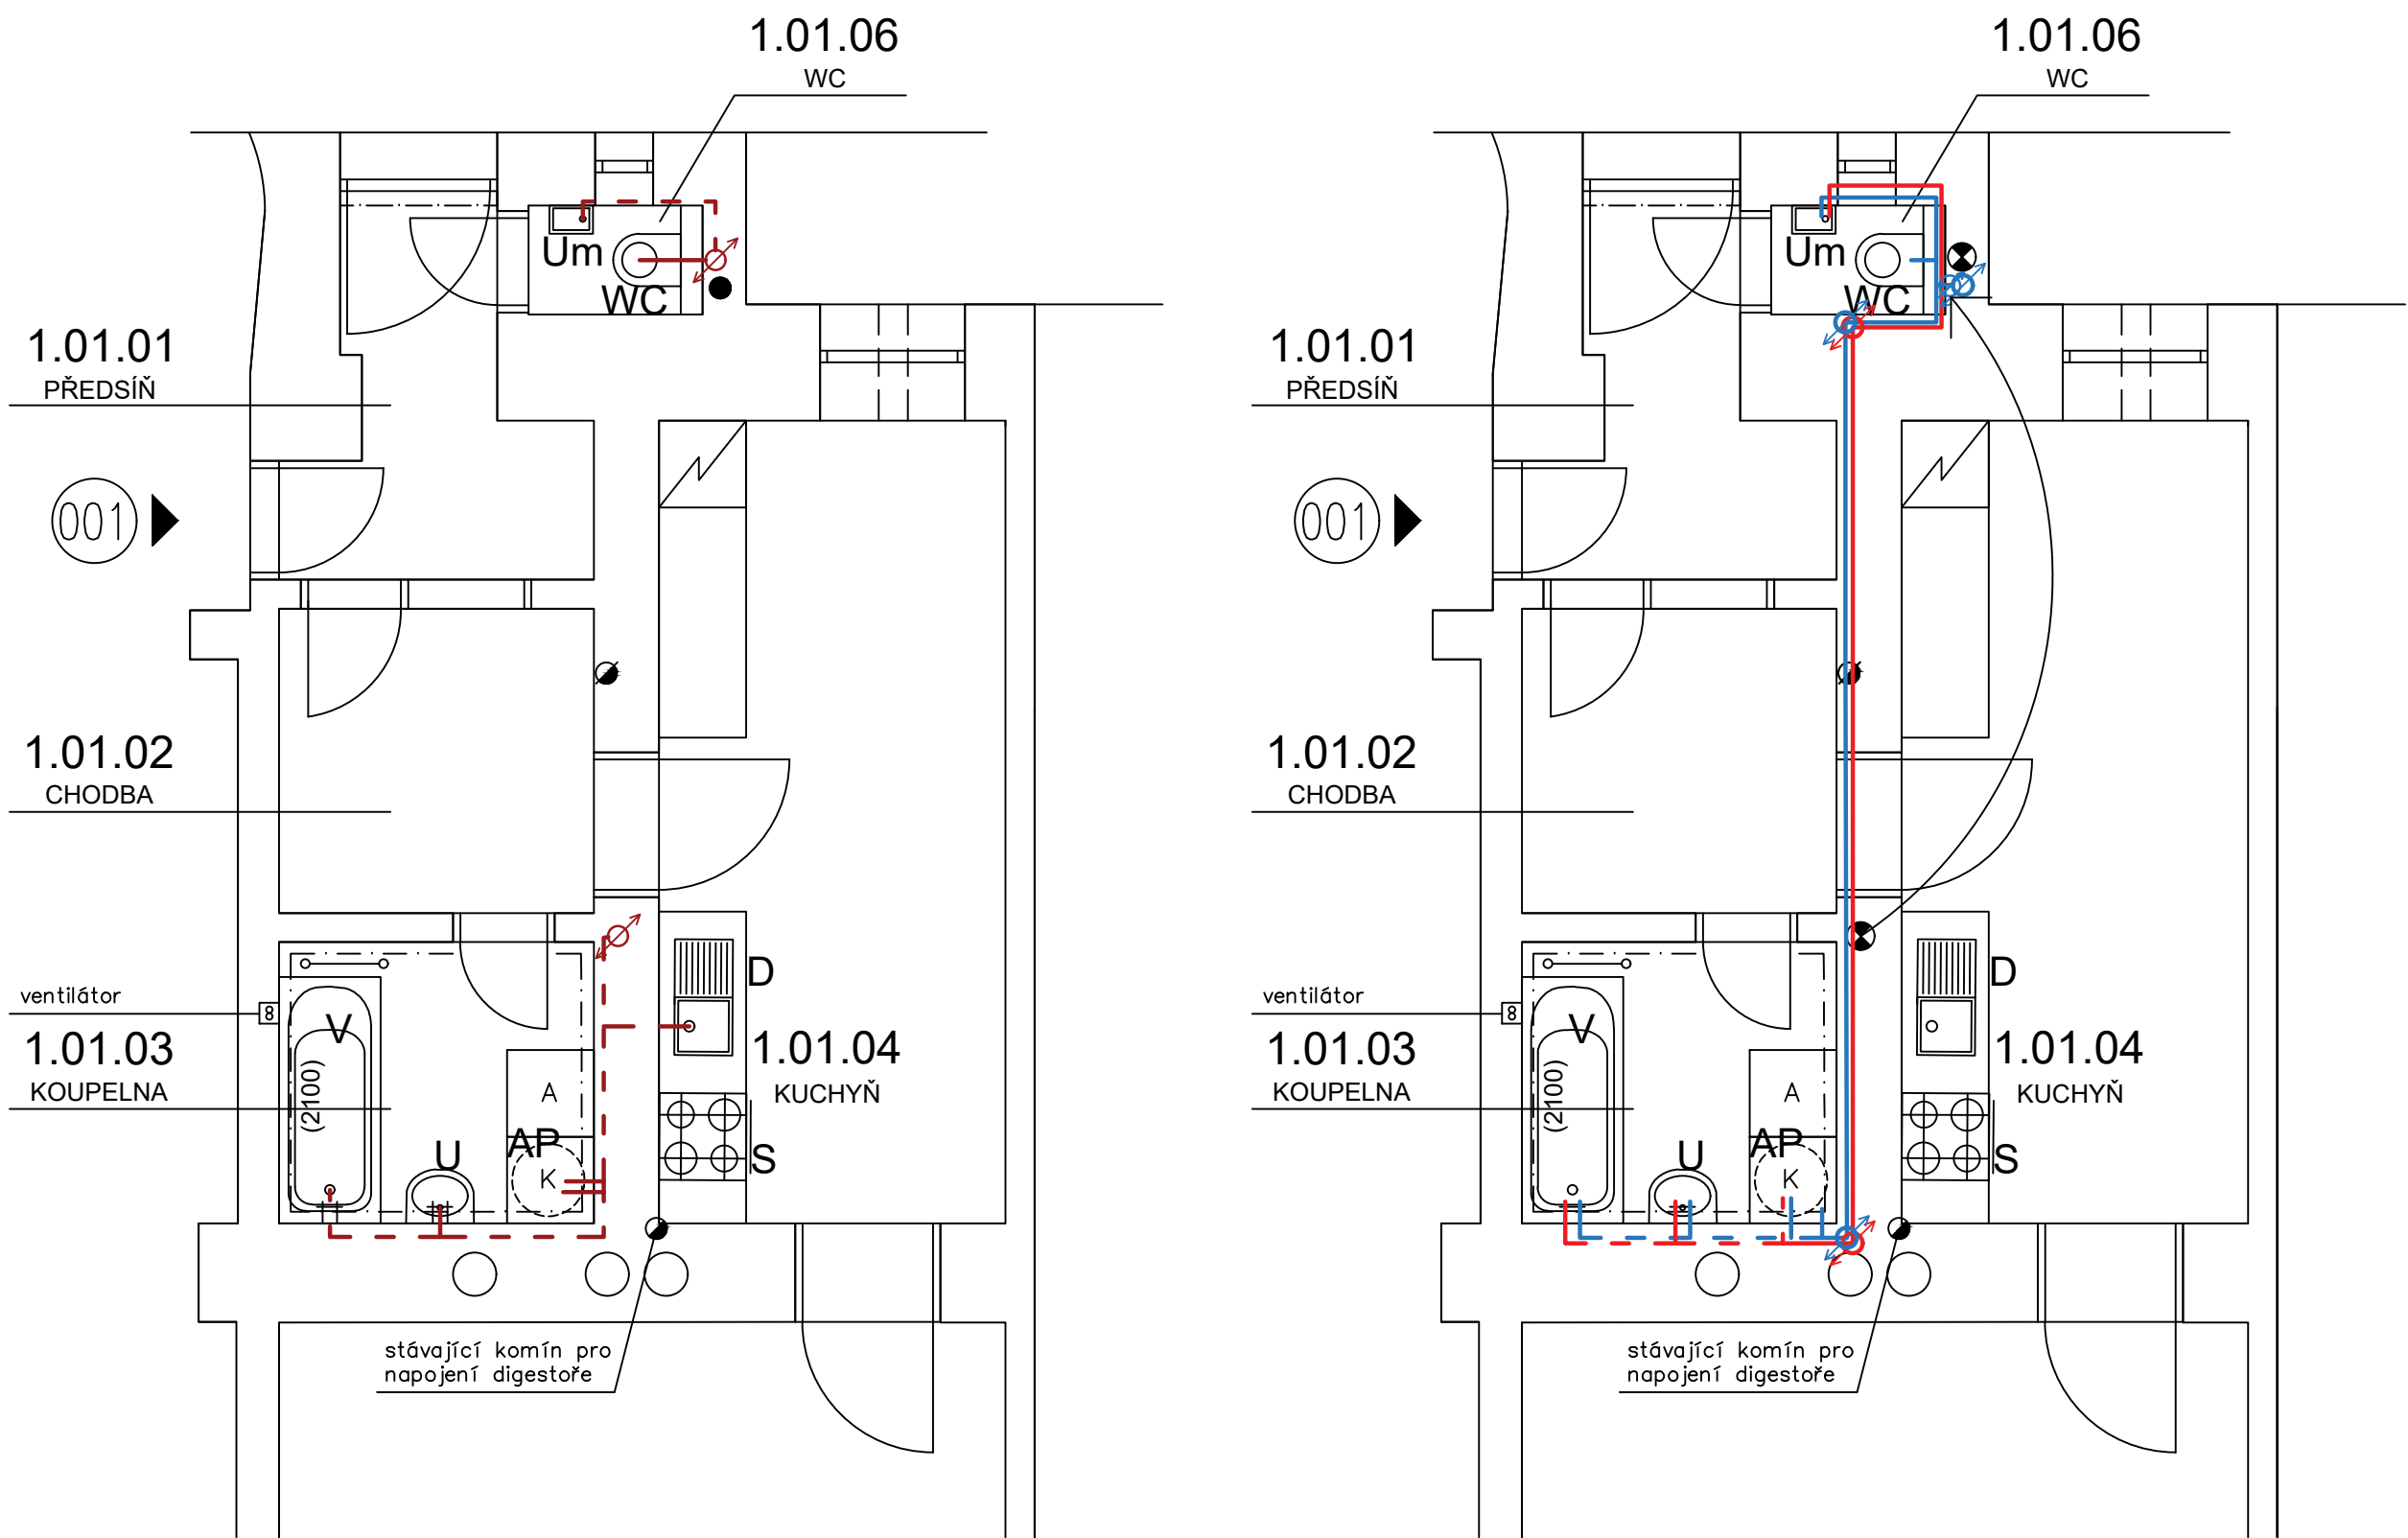 1.01.06
WC
Um
WC
1.01.01
PŘEDSÍŇ
001
1.01.02
CHODBA
ventilátor
8
V
D
1.01.03
KOUPELNA
(2100)
1.01.04
KUCHYŇ
A
AP
K
U
S
stávající komín pro
napojení digestoře
1.01.06
WC
Um
WC
1.01.01
PŘEDSÍŇ
001
1.01.02
CHODBA
ventilátor
8
V
D
1.01.03
KOUPELNA
(2100)
1.01.04
KUCHYŇ
A
AP
K
U
S
stávající komín pro
napojení digestoře